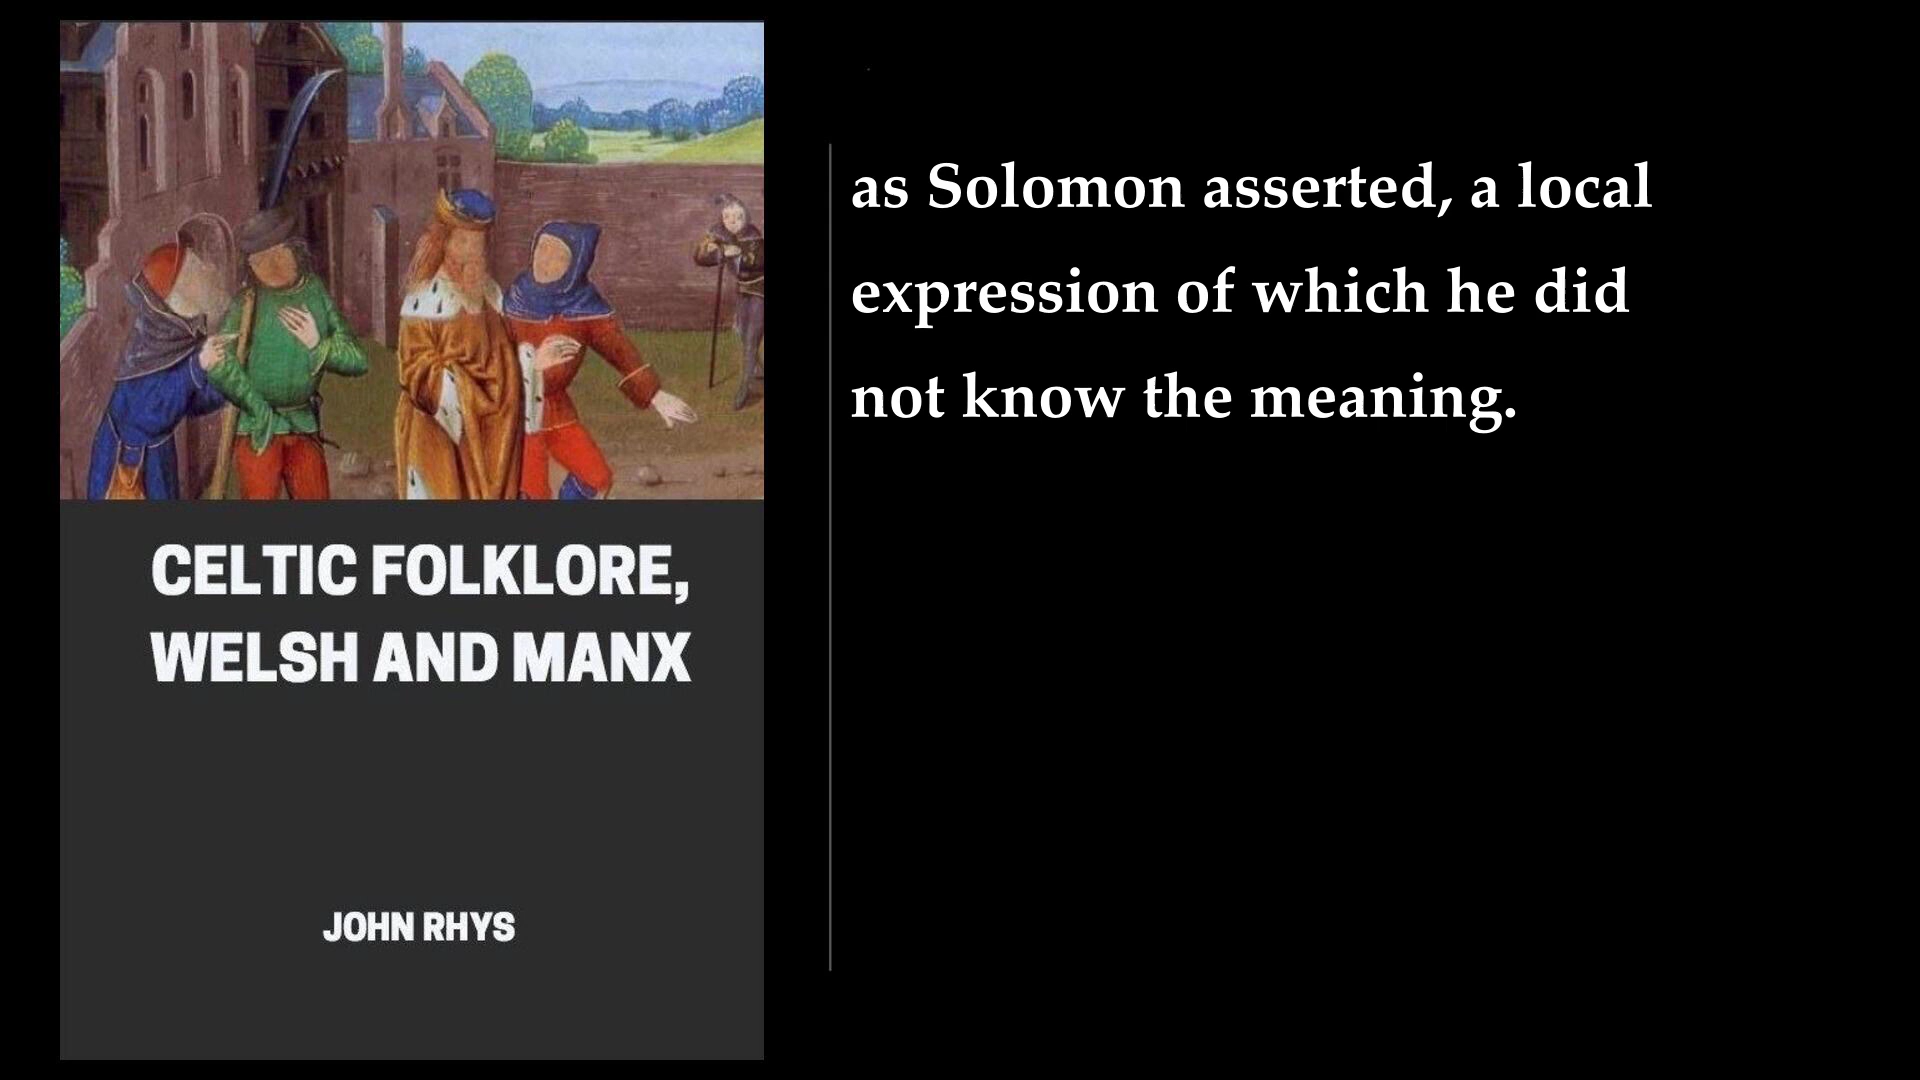 CELTIC FOLKLORE,
WELSH AND MANX
JOHN RHYS
as Solomon asserted, a local
expression of which he did
not know the meaning.